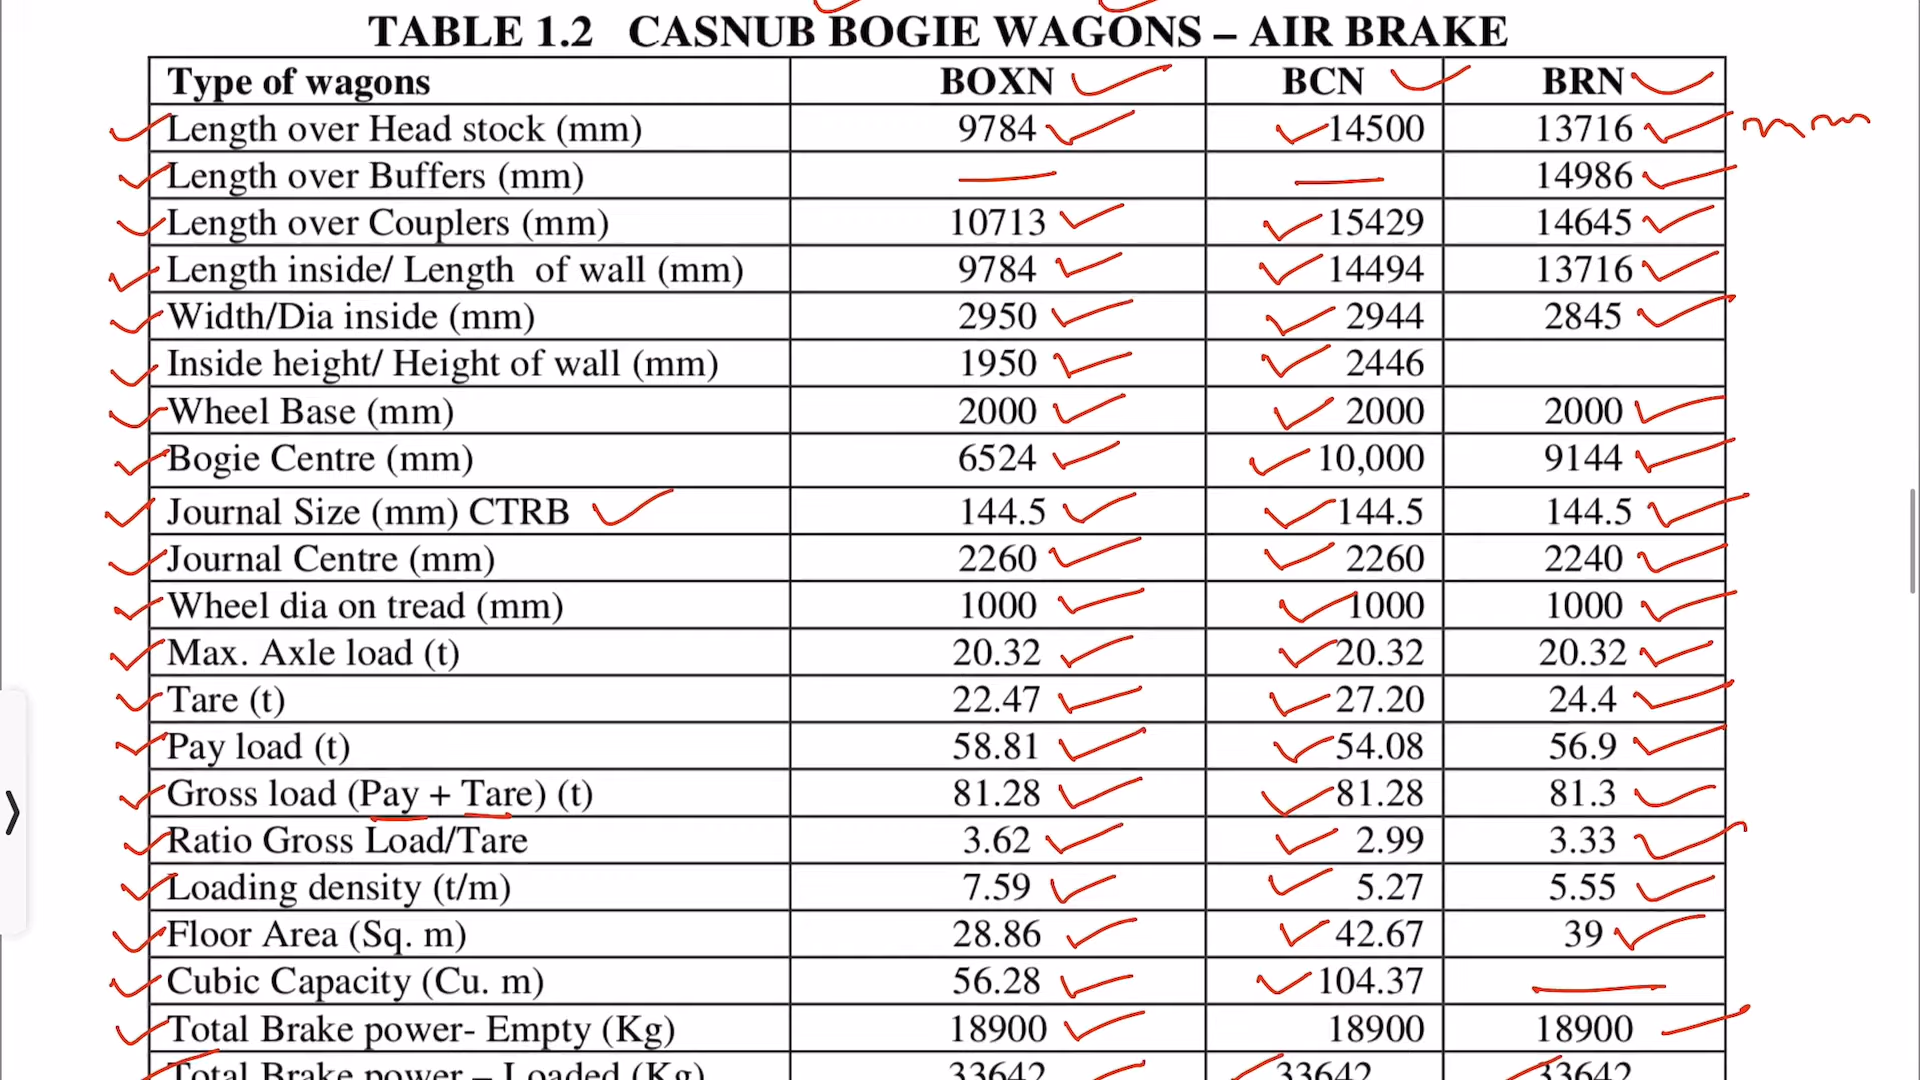 TABLE 1.2 CASNUB BOGIE WAGONS – AIR BRAKE
Type of wagons BOXN BCN BRN
Length over Head stock (mm) 9784 14500 13716
Length over Buffers (mm) 14986
Length over Couplers (mm) 10713 15429 14645
Length inside/ Length of wall (mm) 9784 14494 13716
Width/Dia inside (mm) 2950 2944 2845
Inside height/ Height of wall (mm) 1950 2446
Wheel Base (mm) 2000 2000 2000
Bogie Centre (mm) 6524 10,000 9144
Journal Size (mm) CTRB 144.5 144.5 144.5
Journal Centre (mm) 2260 2260 2240
Wheel dia on tread (mm) 1000 1000 1000
Max. Axle load (t) 20.32 20.32 20.32
Tare (t) 22.47 27.20 24.4
Pay load (t) 58.81 54.08 56.9
Gross load (Pay + Tare) (t) 81.28 81.28 81.3
Ratio Gross Load/Tare 3.62 2.99 3.33
Loading density (t/m) 7.59 5.27 5.55
Floor Area (Sq. m) 28.86 42.67 39
Cubic Capacity (Cu. m) 56.28 104.37
Total Brake power- Empty (Kg) 18900 18900 18900
Total Brake power – Loaded (Kg) 33642 33642 33642